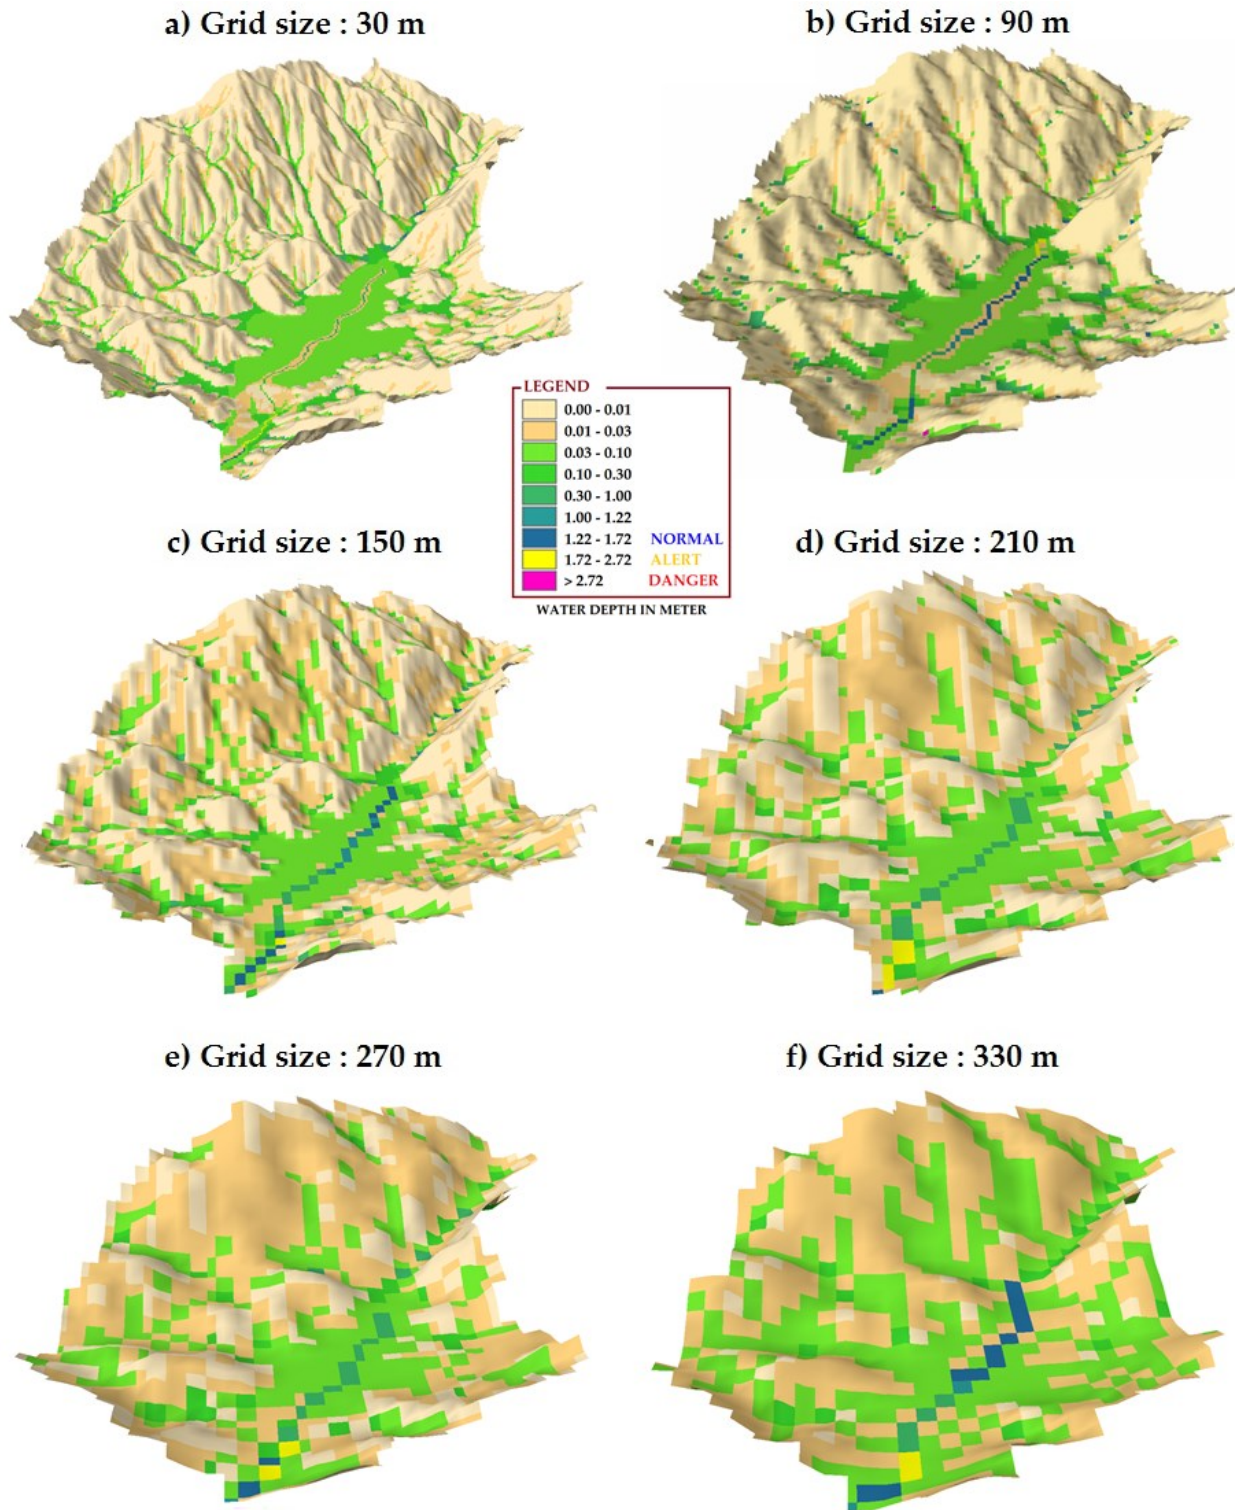 a) Grid size : 30 m
b) Grid size : 90 m
LEGEND
0.00 - 0.01
0.01 - 0.03
0.03 - 0.10
0.10 - 0.30
0.30 - 1.00
1.00 - 1.22
1.22 - 1.72 NORMAL
1.72 - 2.72 ALERT
> 2.72 DANGER
WATER DEPTH IN METER
c) Grid size : 150 m
d) Grid size : 210 m
e) Grid size : 270 m
f) Grid size : 330 m